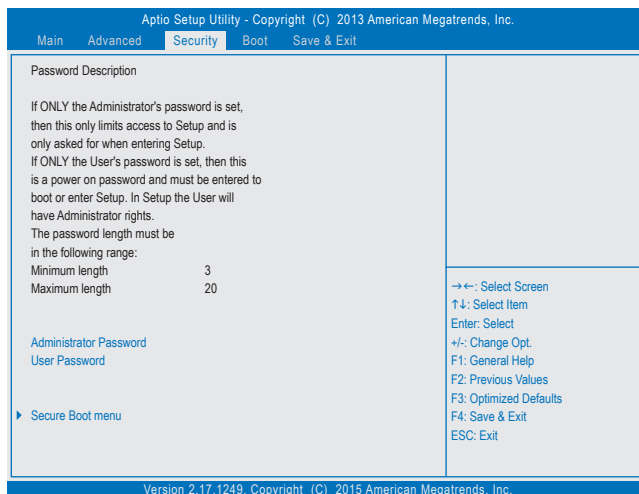 Aptio Setup Utility - Copyright (C) 2013 American Megatrends, Inc.
Main Advanced Security Boot Save & Exit
Password Description
If ONLY the Administrator's password is set,
then this only limits access to Setup and is
only asked for when entering Setup.
If ONLY the User's password is set, then this
is a power on password and must be entered to
boot or enter Setup. In Setup the User will
have Administrator rights.
The password length must be
in the following range:
Minimum length 3
Maximum length 20
Administrator Password
User Password
Secure Boot menu
→←: Select Screen
↑↓: Select Item
Enter: Select
+/-: Change Opt.
F1: General Help
F2: Previous Values
F3: Optimized Defaults
F4: Save & Exit
ESC: Exit
Version 2.17.1249. Copyright (C) 2015 American Megatrends, Inc.